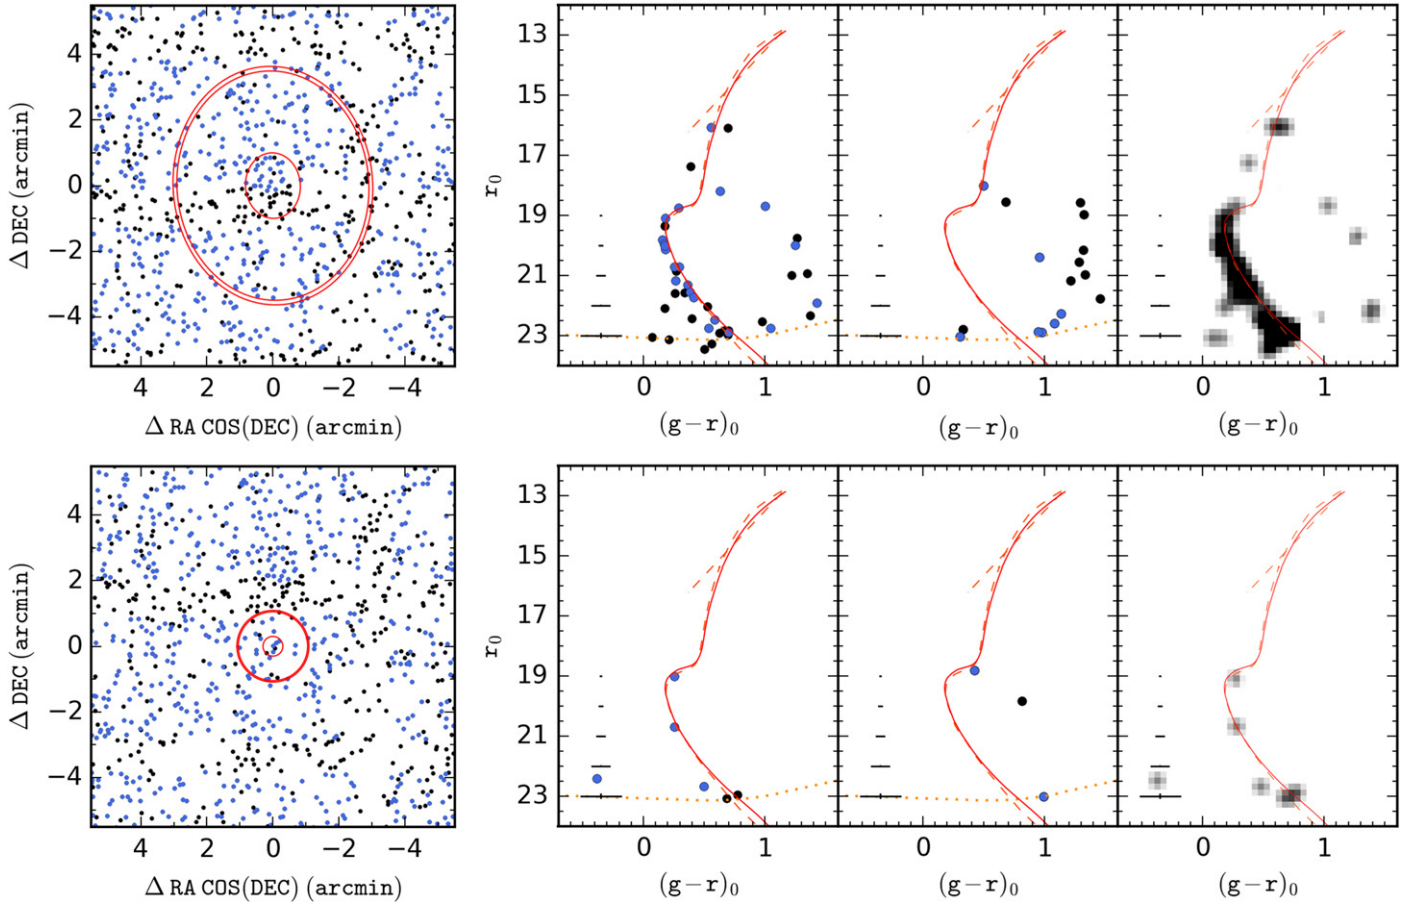 4
2
0
−2
−4
Δ DEC (arcmin)
4 2 0 −2 −4
Δ RA COS(DEC) (arcmin)
13
15
17
19
21
23
r₀
0 1
(g−r)₀
0 1
(g−r)₀
0 1
(g−r)₀
4
2
0
−2
−4
Δ DEC (arcmin)
4 2 0 −2 −4
Δ RA COS(DEC) (arcmin)
13
15
17
19
21
23
r₀
0 1
(g−r)₀
0 1
(g−r)₀
0 1
(g−r)₀